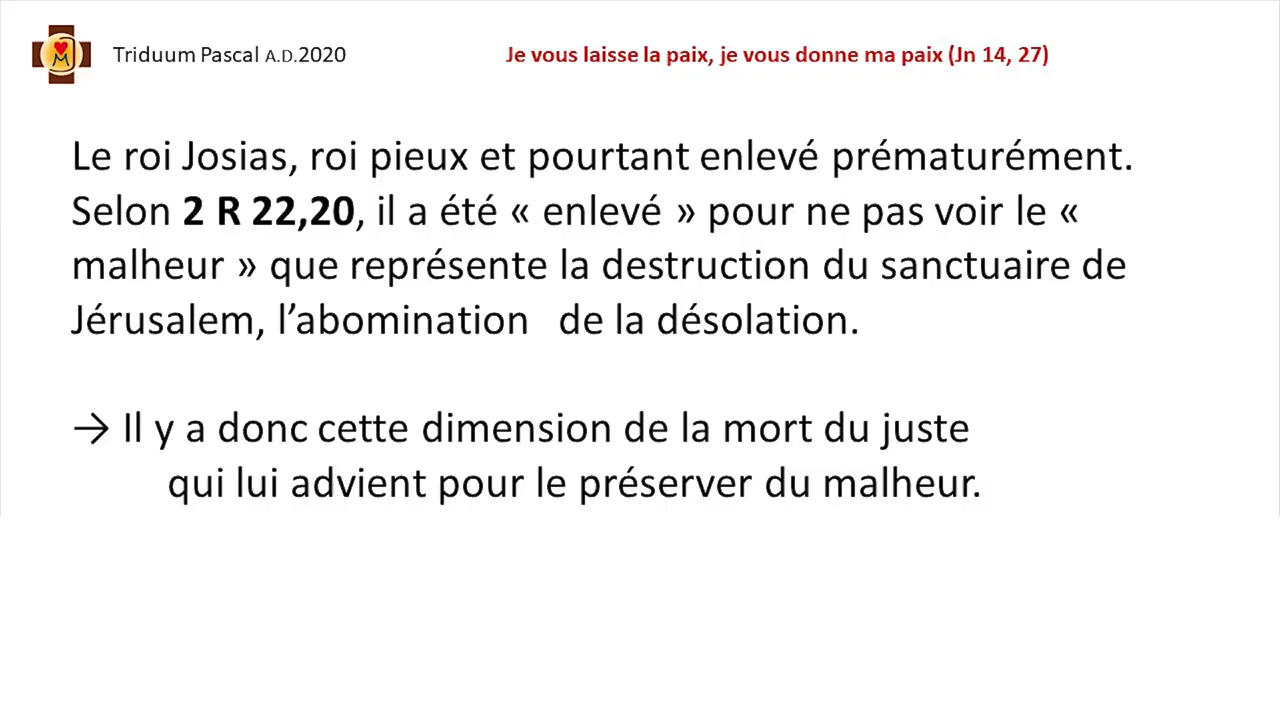 Triduum Pascal A.D.2020
Je vous laisse la paix, je vous donne ma paix (Jn 14, 27)
Le roi Josias, roi pieux et pourtant enlevé prématurément.
Selon 2 R 22,20, il a été « enlevé » pour ne pas voir le «
malheur » que représente la destruction du sanctuaire de
Jérusalem, l’abomination de la désolation.
→ Il y a donc cette dimension de la mort du juste
qui lui advient pour le préserver du malheur.